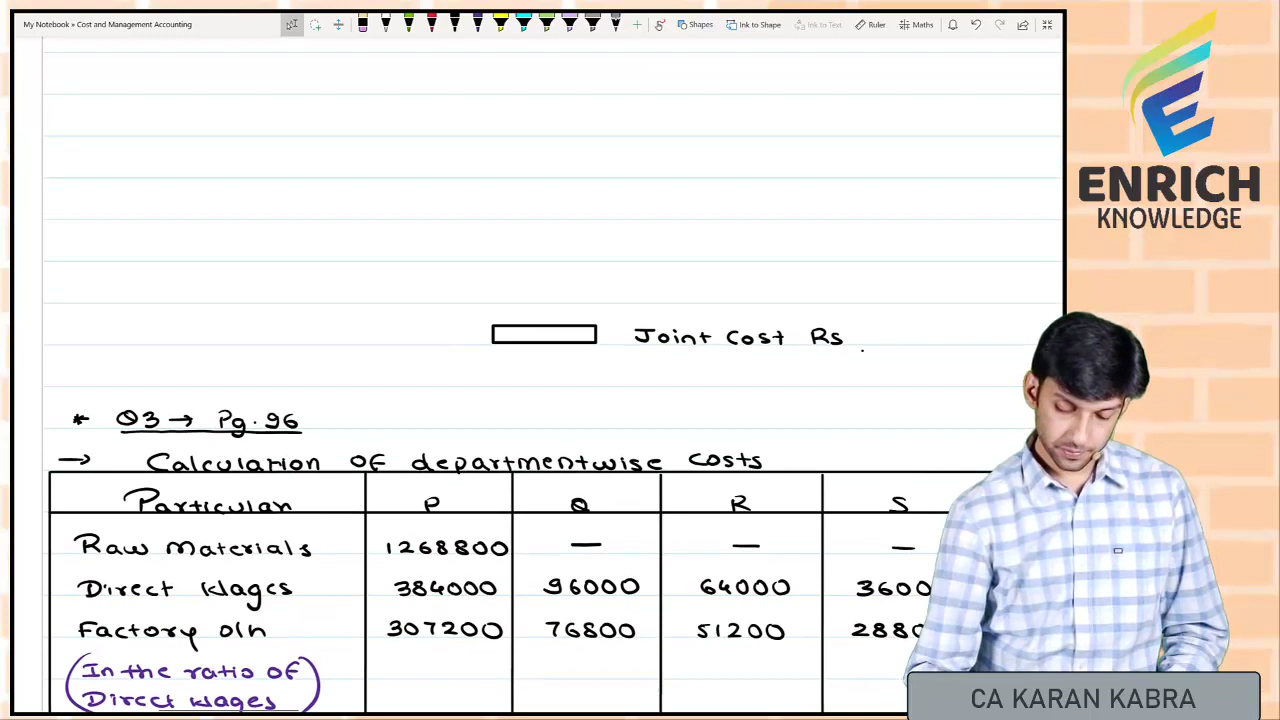 My Notebook » Cost and Management Accounting
Shapes Ink to Shape Ink to Text Ruler Maths
ENRICH
KNOWLEDGE
Joint Cost Rs
* Q3 → Pg. 96
→ Calculation of departmentwise costs
Particular P Q R S
Raw Materials 1268800 — — —
Direct Wages 384000 96000 64000 3600
Factory o/h 307200 76800 51200 2880
(In the ratio of
Direct Wages)
CA KARAN KABRA